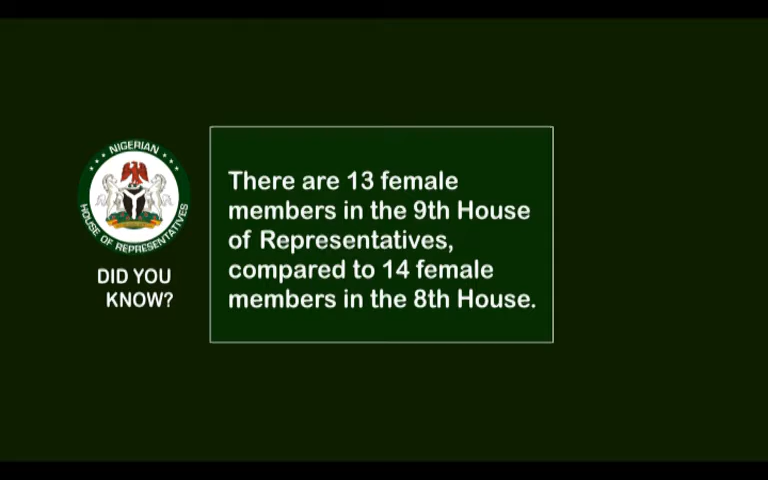 NIGERIAN
HOUSE OF REPRESENTATIVES
DID YOU
KNOW?
There are 13 female
members in the 9th House
of Representatives,
compared to 14 female
members in the 8th House.